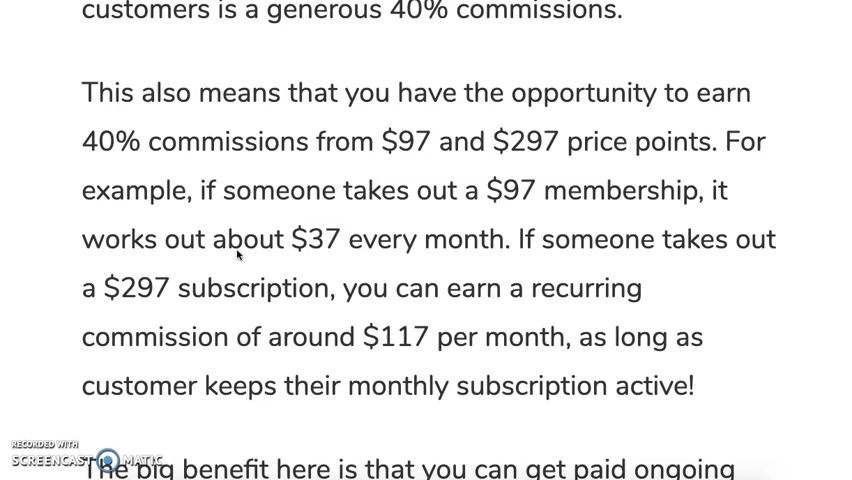 customers is a generous 40% commissions.
This also means that you have the opportunity to earn
40% commissions from $97 and $297 price points. For
example, if someone takes out a $97 membership, it
works out about $37 every month. If someone takes out
a $297 subscription, you can earn a recurring
commission of around $117 per month, as long as
customer keeps their monthly subscription active!
RECORDED WITH
SCREENCAST MATIC
The big benefit here is that you can get paid ongoing